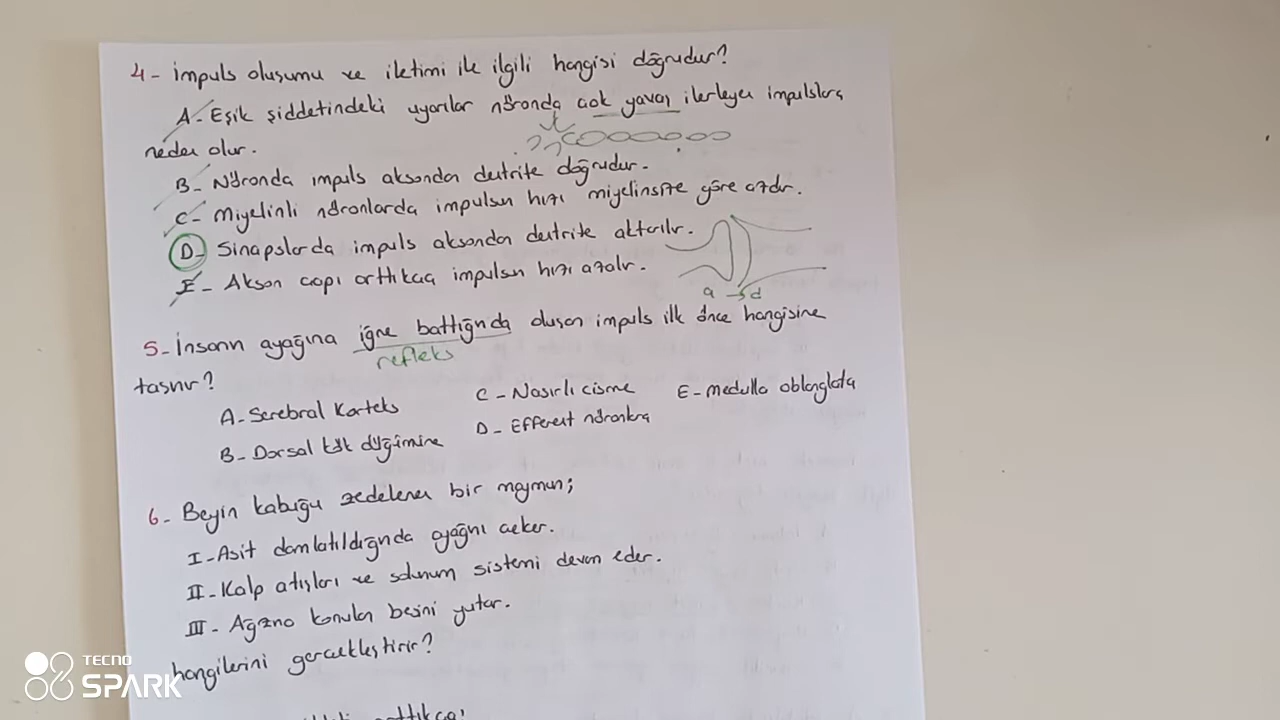 4- İmpuls oluşumu ve iletimi ile ilgili hangisi doğrudur?
A- Eşik şiddetindeki uyarılar nöronda çok yavaş ilerleyen impulslara
neden olur.
B- Nöronda impuls aksondan dentrite doğrudur.
C- Miyelinli nöronlarda impulsun hızı miyelinsize göre azdır.
D- Sinapslarda impuls aksondan dentrite aktarılır.
E- Akson çapı arttıkça impulsun hızı azalır.
a → d
5- İnsanın ayağına iğne battığında oluşan impuls ilk önce hangisine
refleks
taşınır?
A- Serebral Korteks
C- Nasırlı cisme
E- medulla oblanglata
B- Dorsal kök düğümüne
D- Efferent nöronlara
6- Beyin kabuğu zedelenen bir maymun;
I- Asit damlatıldığında ayağını çeker.
II- Kalp atışları ve solunum sistemi devam eder.
III- Ağzına konulan besini yutar.
hangilerini gerçekleştirir?
TECNO
SPARK